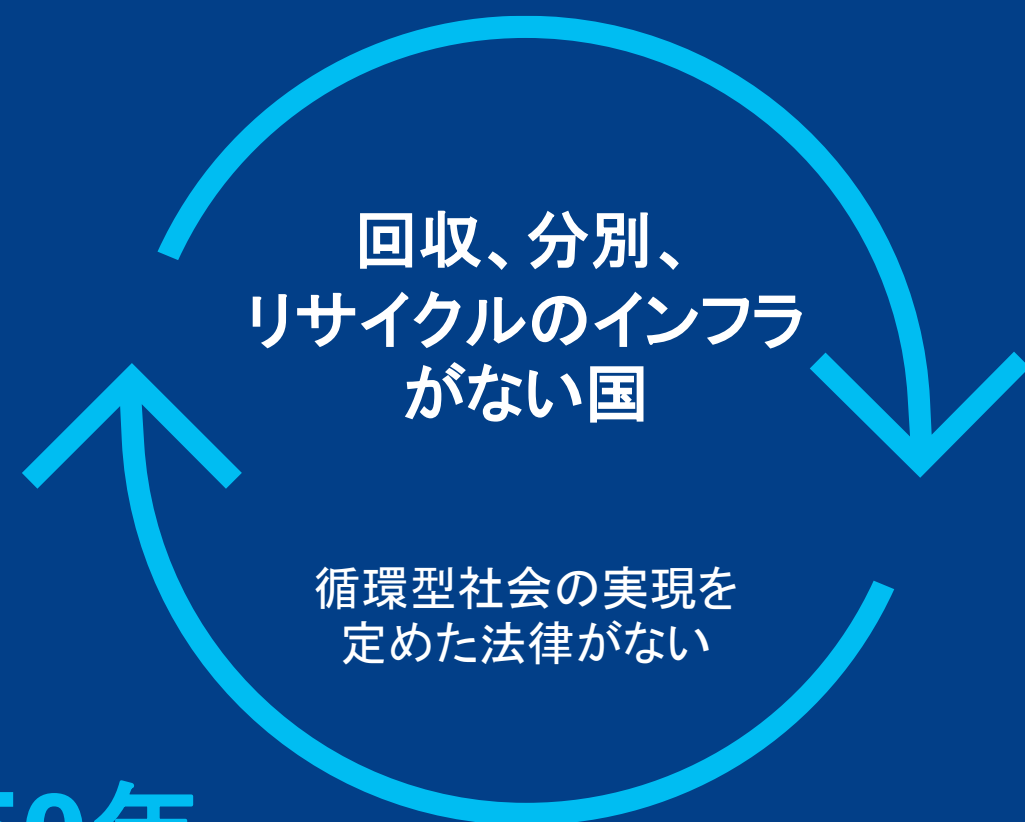 回収、分別、
リサイクルのインフラ
がない国
循環型社会の実現を
定めた法律がない